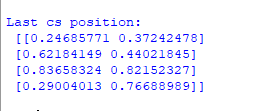 Last cs position:
[[0.24685771 0.37242478]
[0.62184149 0.44021845]
[0.83658324 0.82152327]
[0.29004013 0.76688989]]